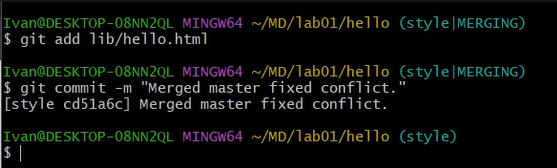 Ivan@DESKTOP-08NN2QL MINGW64 ~/MD/lab01/hello (style|MERGING)
$ git add lib/hello.html
Ivan@DESKTOP-08NN2QL MINGW64 ~/MD/lab01/hello (style|MERGING)
$ git commit -m "Merged master fixed conflict."
[style cd51a6c] Merged master fixed conflict.
Ivan@DESKTOP-08NN2QL MINGW64 ~/MD/lab01/hello (style)
$